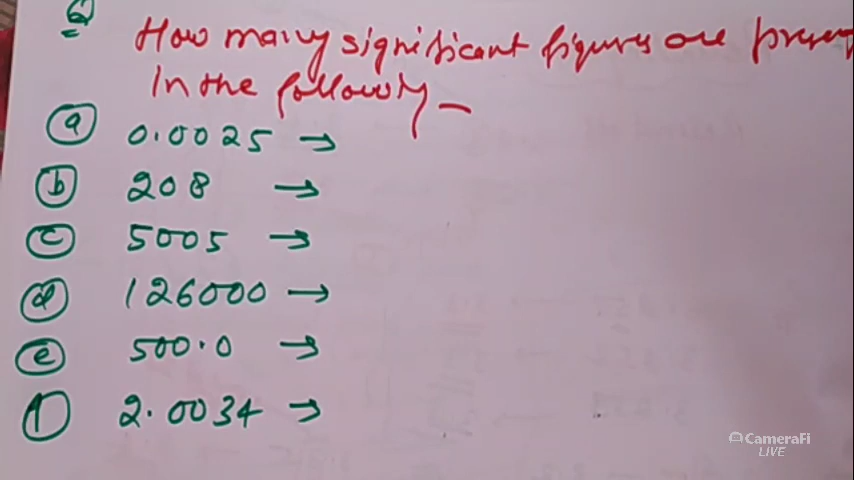 Q
How many significant figures are present
In the following -
a 0.0025 →
b 208 →
c 5005 →
d 126000 →
e 500.0 →
f 2.0034 →
CameraFi
LIVE